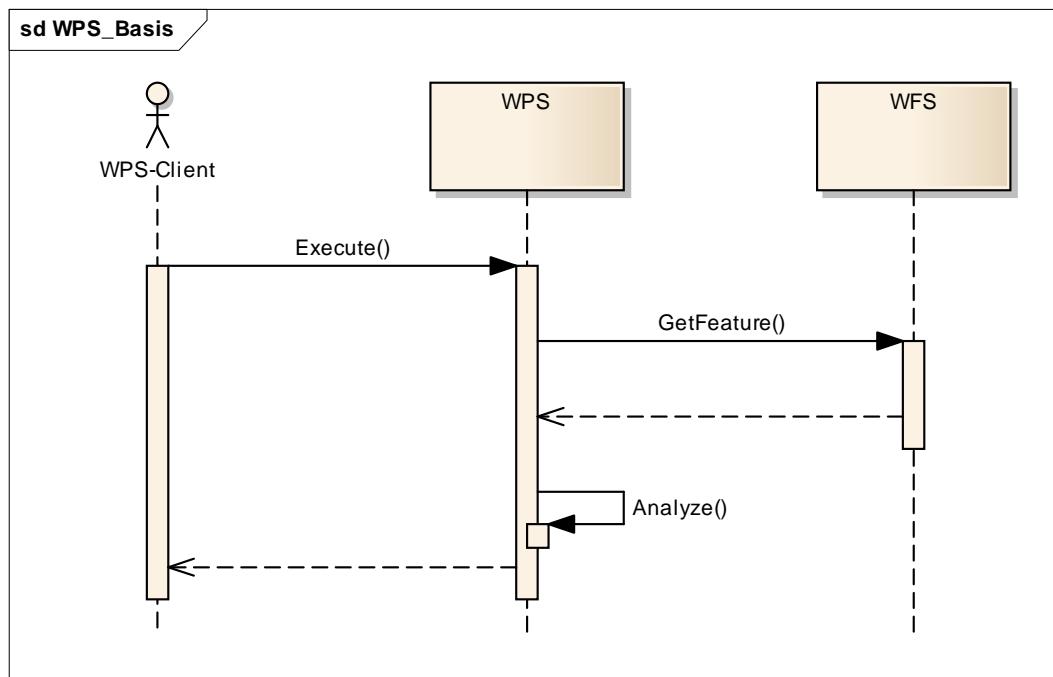 sd WPS_Basis
WPS-Client
WPS
WFS
Execute()
GetFeature()
Analyze()